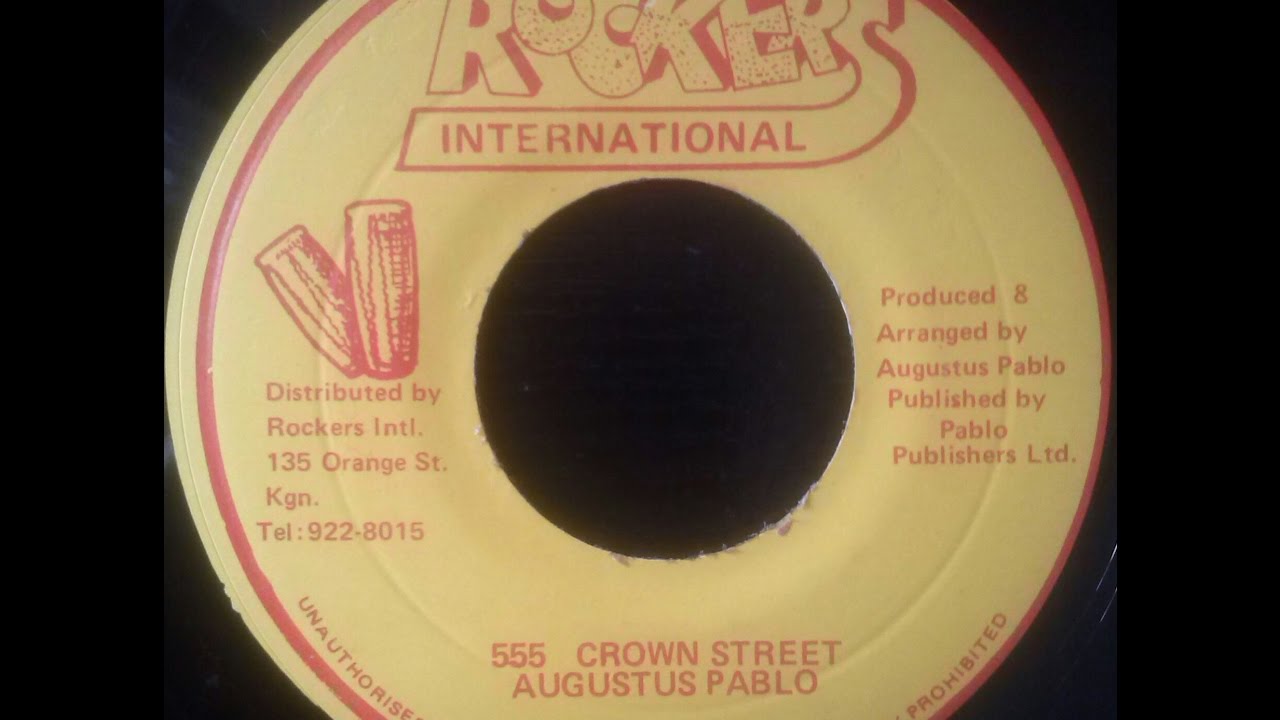 ROCKERS
INTERNATIONAL
Distributed by
Rockers Intl.
135 Orange St.
Kgn.
Tel:922-8015
Produced 8
Arranged by
Augustus Pablo
Published by
Pablo
Publishers Ltd.
555 CROWN STREET
AUGUSTUS PABLO
UNAUTHORISE
PROHIBITED